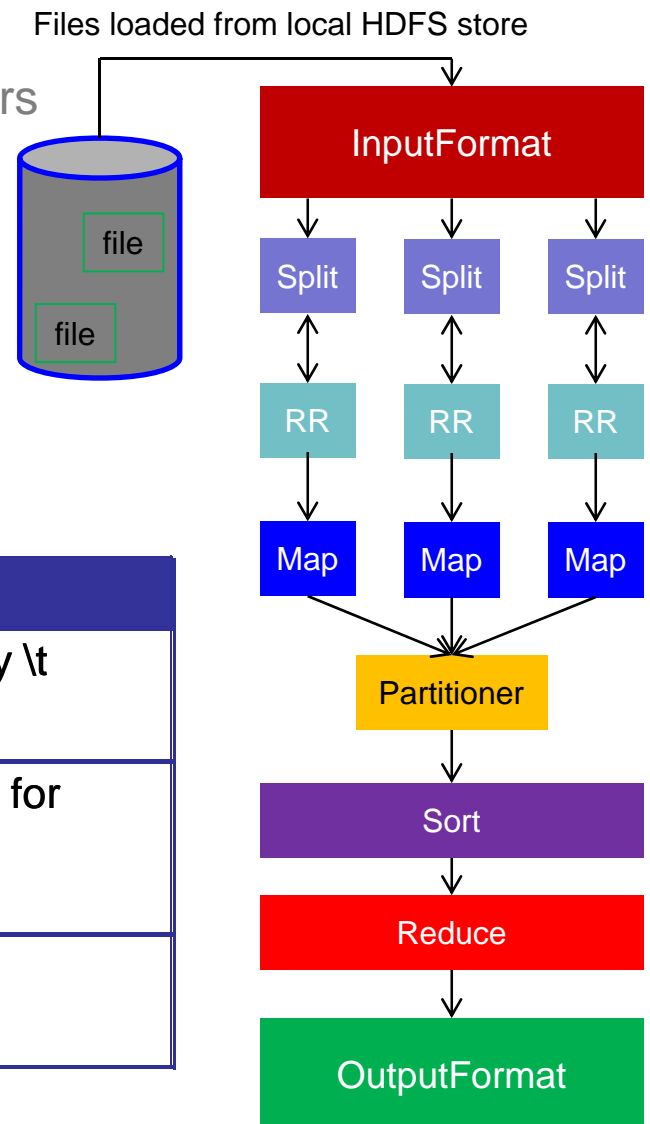 Files loaded from local HDFS store
rs
InputFormat
file
file
Split Split Split
RR RR RR
Map Map Map
y \t
for
Partitioner
Sort
Reduce
OutputFormat